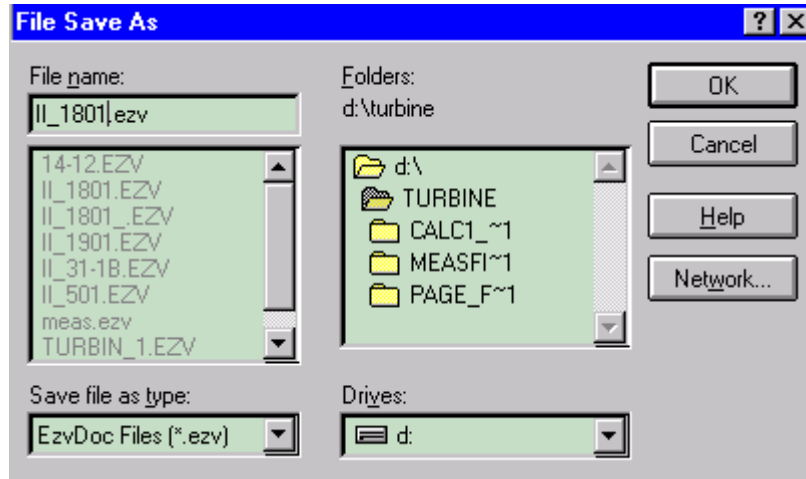 File Save As
File name:
II_1801.ezv
14-12.EZV
II_1801.EZV
II_1801_.EZV
II_1901.EZV
II_31-1B.EZV
II_501.EZV
meas.ezv
TURBIN_1.EZV
Save file as type:
EzvDoc Files (*.ezv)
Folders:
d:\turbine
d:\
TURBINE
CALC1_~1
MEASFI~1
PAGE_F~1
Drives:
d:
OK
Cancel
Help
Network...